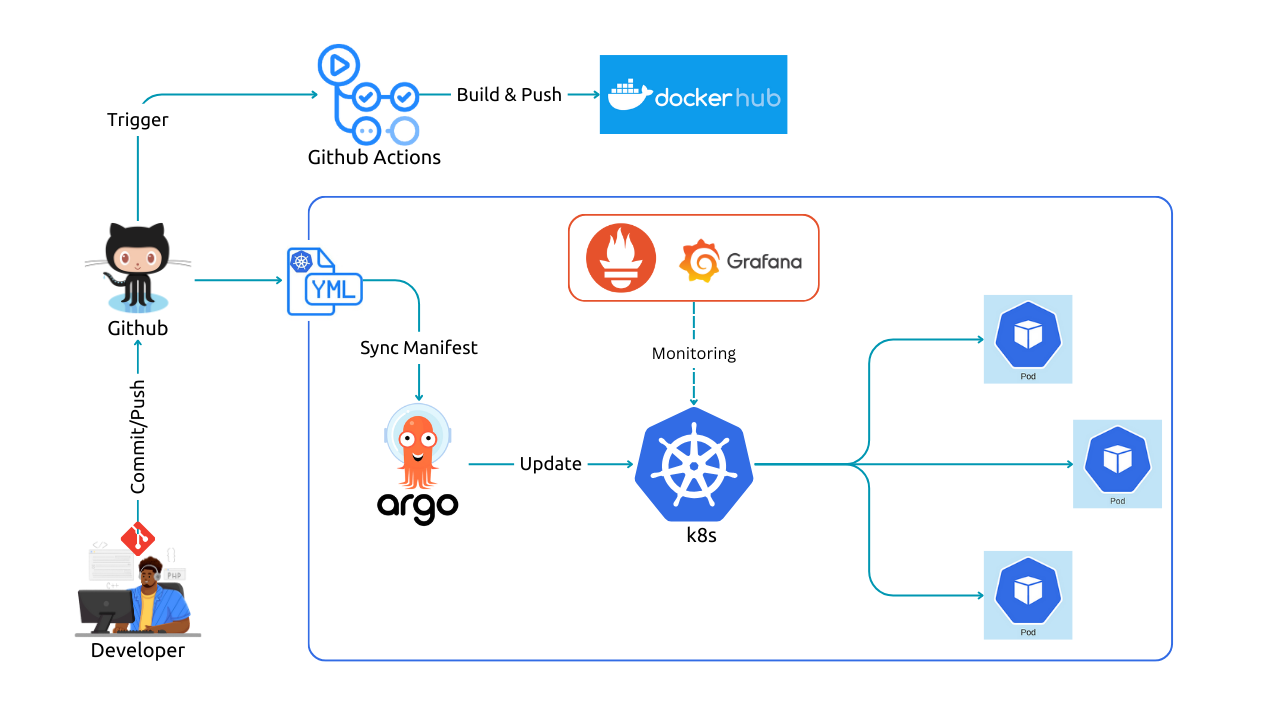 Trigger
Build & Push
docker hub
Github Actions
YML
Grafana
Github
Sync Manifest
Monitoring
Pod
Commit/Push
Update
argo
k8s
Pod
PHP
C++
Developer
Pod